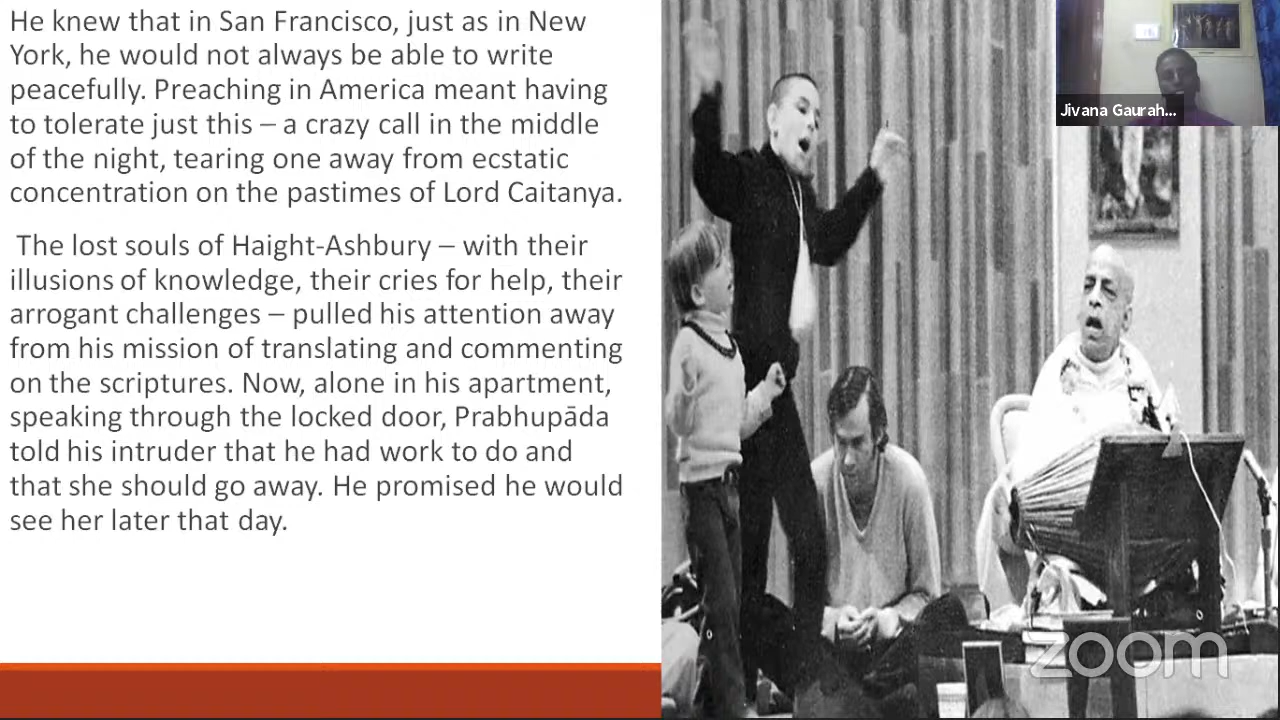 He knew that in San Francisco, just as in New
York, he would not always be able to write
peacefully. Preaching in America meant having
to tolerate just this – a crazy call in the middle
of the night, tearing one away from ecstatic
concentration on the pastimes of Lord Caitanya.
The lost souls of Haight-Ashbury – with their
illusions of knowledge, their cries for help, their
arrogant challenges – pulled his attention away
from his mission of translating and commenting
on the scriptures. Now, alone in his apartment,
speaking through the locked door, Prabhupāda
told his intruder that he had work to do and
that she should go away. He promised he would
see her later that day.
Jivana Gaurah...
zoom